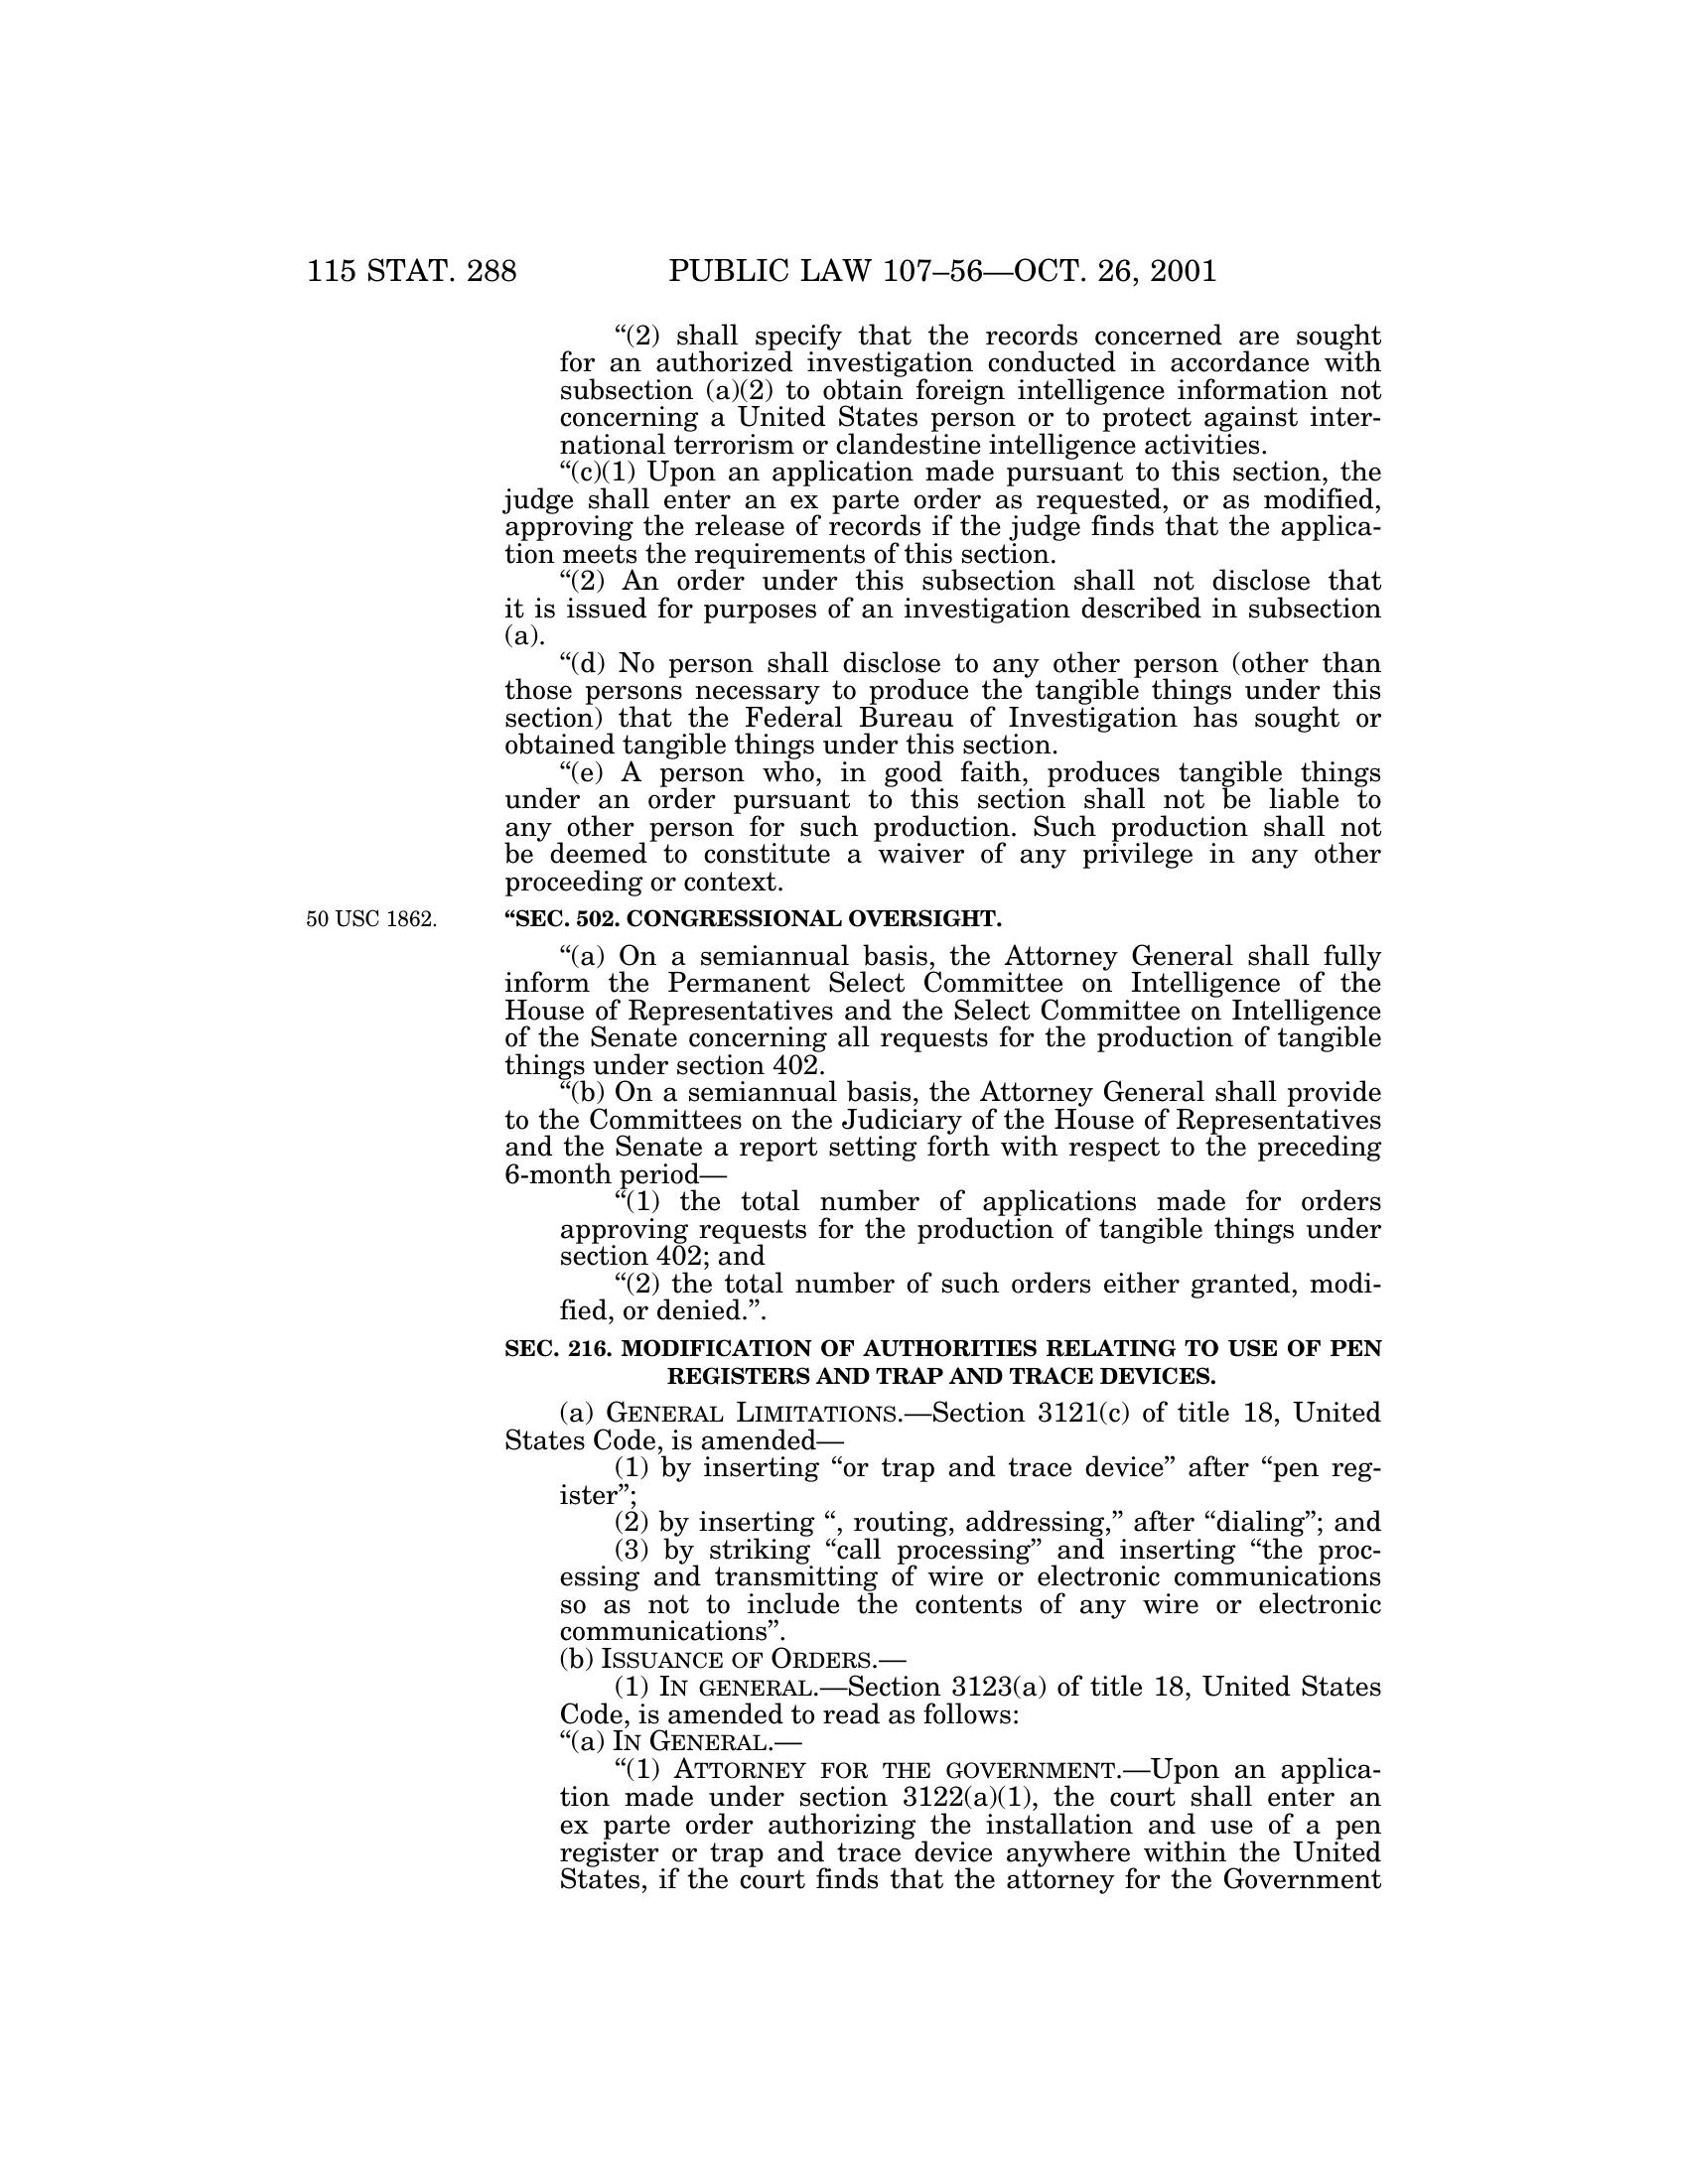 115 STAT. 288 PUBLIC LAW 107–56—OCT. 26, 2001
“(2) shall specify that the records concerned are sought
for an authorized investigation conducted in accordance with
subsection (a)(2) to obtain foreign intelligence information not
concerning a United States person or to protect against inter-
national terrorism or clandestine intelligence activities.
“(c)(1) Upon an application made pursuant to this section, the
judge shall enter an ex parte order as requested, or as modified,
approving the release of records if the judge finds that the applica-
tion meets the requirements of this section.
“(2) An order under this subsection shall not disclose that
it is issued for purposes of an investigation described in subsection
(a).
“(d) No person shall disclose to any other person (other than
those persons necessary to produce the tangible things under this
section) that the Federal Bureau of Investigation has sought or
obtained tangible things under this section.
“(e) A person who, in good faith, produces tangible things
under an order pursuant to this section shall not be liable to
any other person for such production. Such production shall not
be deemed to constitute a waiver of any privilege in any other
proceeding or context.
50 USC 1862. “SEC. 502. CONGRESSIONAL OVERSIGHT.
“(a) On a semiannual basis, the Attorney General shall fully
inform the Permanent Select Committee on Intelligence of the
House of Representatives and the Select Committee on Intelligence
of the Senate concerning all requests for the production of tangible
things under section 402.
“(b) On a semiannual basis, the Attorney General shall provide
to the Committees on the Judiciary of the House of Representatives
and the Senate a report setting forth with respect to the preceding
6-month period—
“(1) the total number of applications made for orders
approving requests for the production of tangible things under
section 402; and
“(2) the total number of such orders either granted, modi-
fied, or denied.”.
SEC. 216. MODIFICATION OF AUTHORITIES RELATING TO USE OF PEN
REGISTERS AND TRAP AND TRACE DEVICES.
(a) GENERAL LIMITATIONS.—Section 3121(c) of title 18, United
States Code, is amended—
(1) by inserting “or trap and trace device” after “pen reg-
ister”;
(2) by inserting “, routing, addressing,” after “dialing”; and
(3) by striking “call processing” and inserting “the proc-
essing and transmitting of wire or electronic communications
so as not to include the contents of any wire or electronic
communications”.
(b) ISSUANCE OF ORDERS.—
(1) IN GENERAL.—Section 3123(a) of title 18, United States
Code, is amended to read as follows:
“(a) IN GENERAL.—
“(1) ATTORNEY FOR THE GOVERNMENT.—Upon an applica-
tion made under section 3122(a)(1), the court shall enter an
ex parte order authorizing the installation and use of a pen
register or trap and trace device anywhere within the United
States, if the court finds that the attorney for the Government